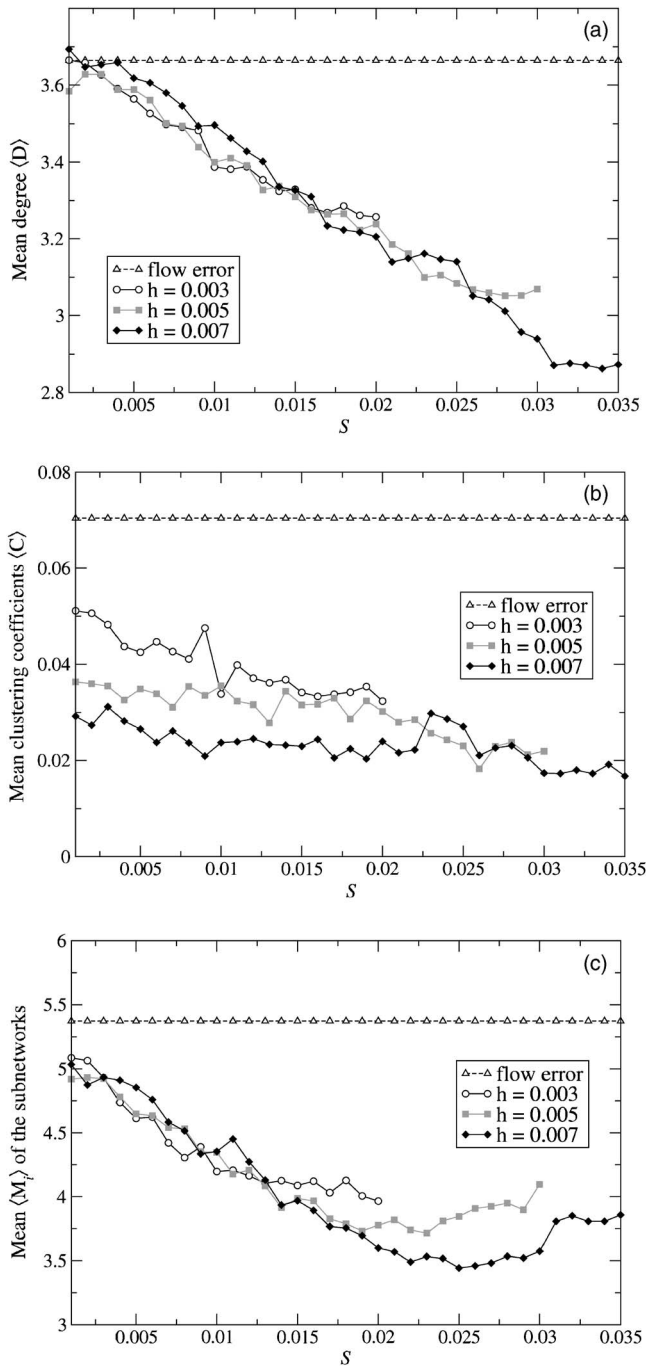 (a)
3.6
3.4
3.2
3
2.8
Mean degree ⟨D⟩
flow error
h = 0.003
h = 0.005
h = 0.007
0.005 0.01 0.015 0.02 0.025 0.03 0.035
S
(b)
0.08
0.06
0.04
0.02
0
Mean clustering coefficients ⟨C⟩
flow error
h = 0.003
h = 0.005
h = 0.007
0.005 0.01 0.015 0.02 0.025 0.03 0.035
S
(c)
6
5.5
5
4.5
4
3.5
3
Mean ⟨Mᵢ⟩ of the subnetworks
flow error
h = 0.003
h = 0.005
h = 0.007
0.005 0.01 0.015 0.02 0.025 0.03 0.035
S